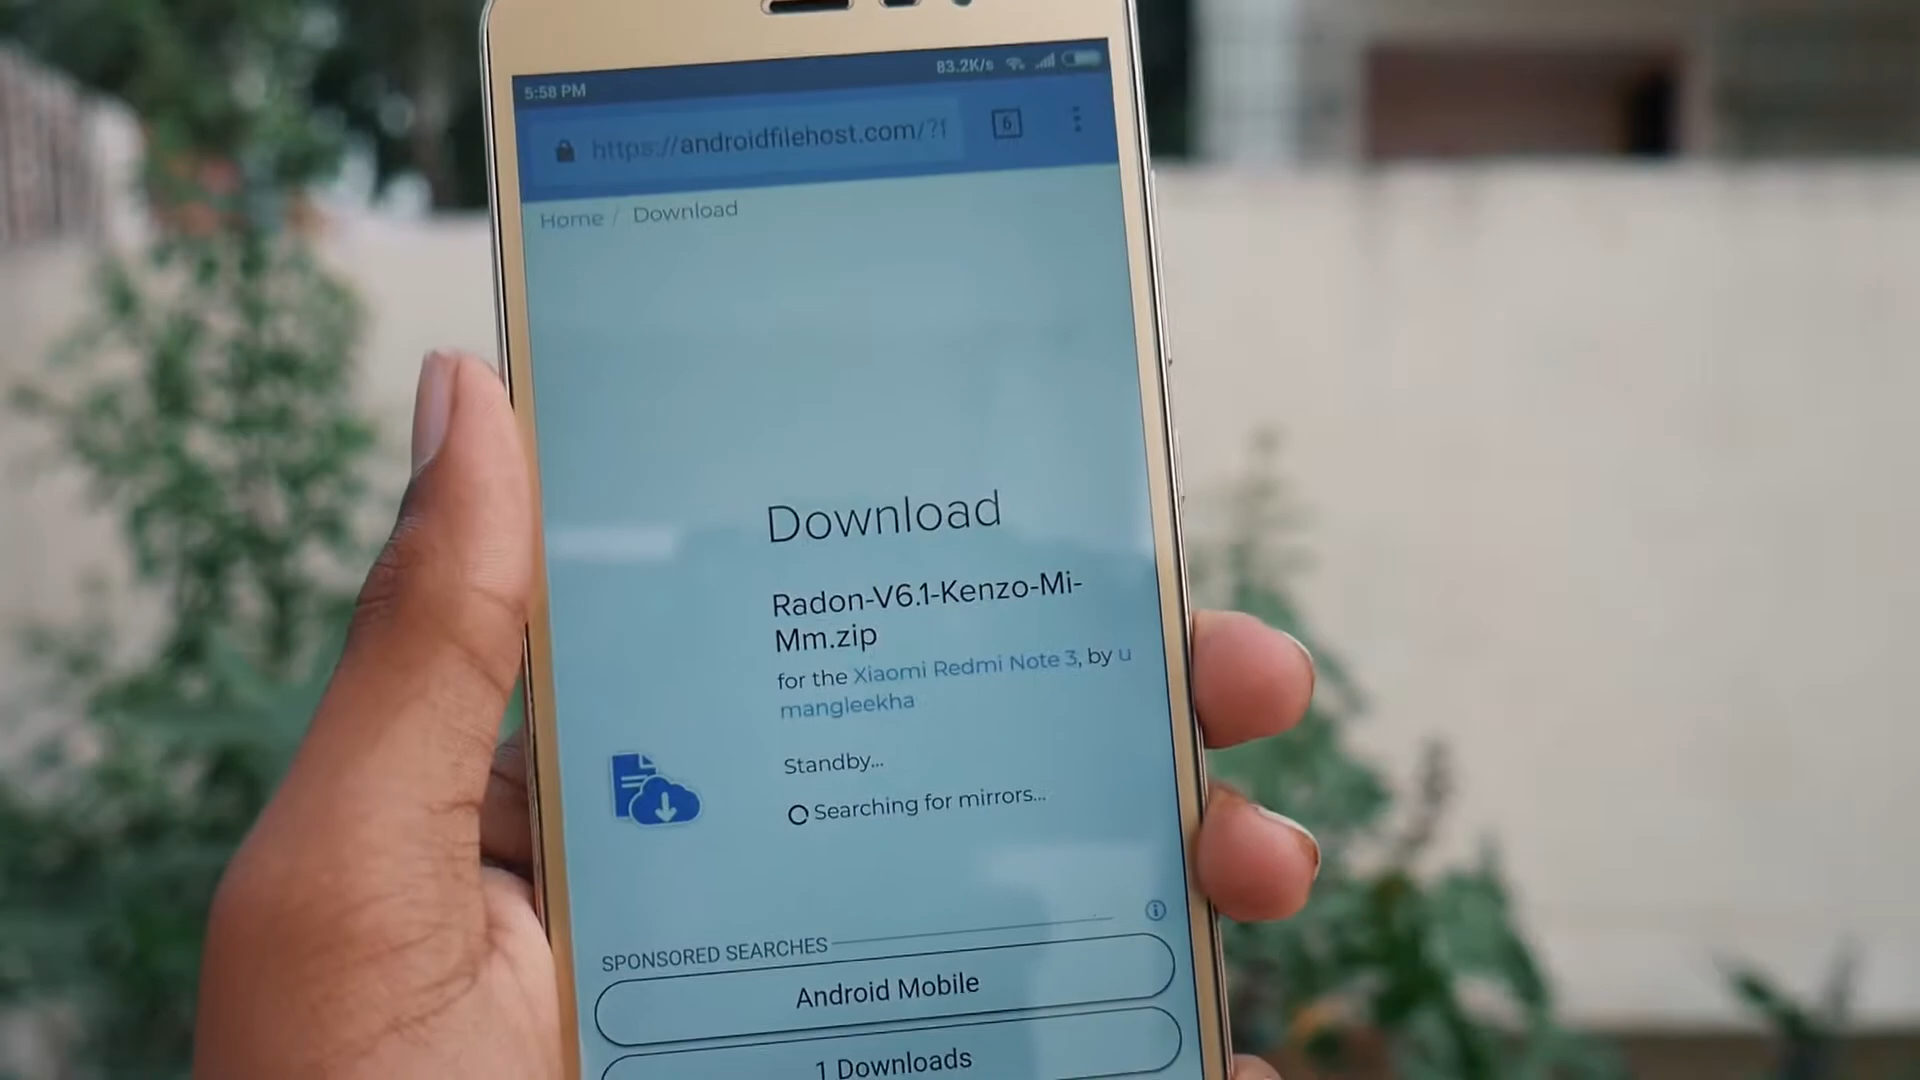 5:58 PM 83.2K/s
https://androidfilehost.com/?f 6
Home / Download
Download
Radon-V6.1-Kenzo-Mi-
Mm.zip
for the Xiaomi Redmi Note 3, by u
mangleekha
Standby...
Searching for mirrors...
SPONSORED SEARCHES
Android Mobile
1 Downloads